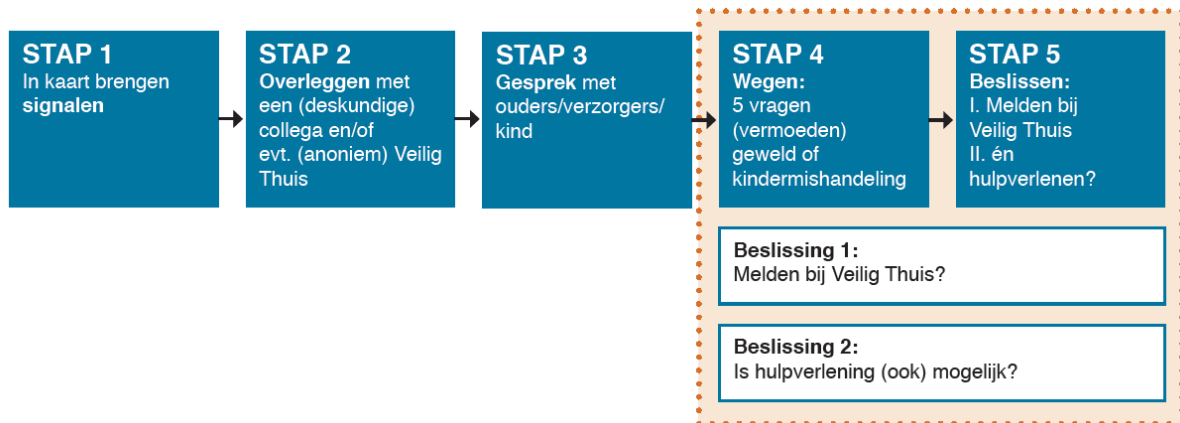 STAP 1
In kaart brengen
signalen
STAP 2
Overleggen met
een (deskundige)
collega en/of
evt. (anoniem) Veilig
Thuis
STAP 3
Gesprek met
ouders/verzorgers/
kind
STAP 4
Wegen:
5 vragen
(vermoeden)
geweld of
kindermishandeling
STAP 5
Beslissen:
I. Melden bij
Veilig Thuis
II. én
hulpverlenen?
Beslissing 1:
Melden bij Veilig Thuis?
Beslissing 2:
Is hulpverlening (ook) mogelijk?